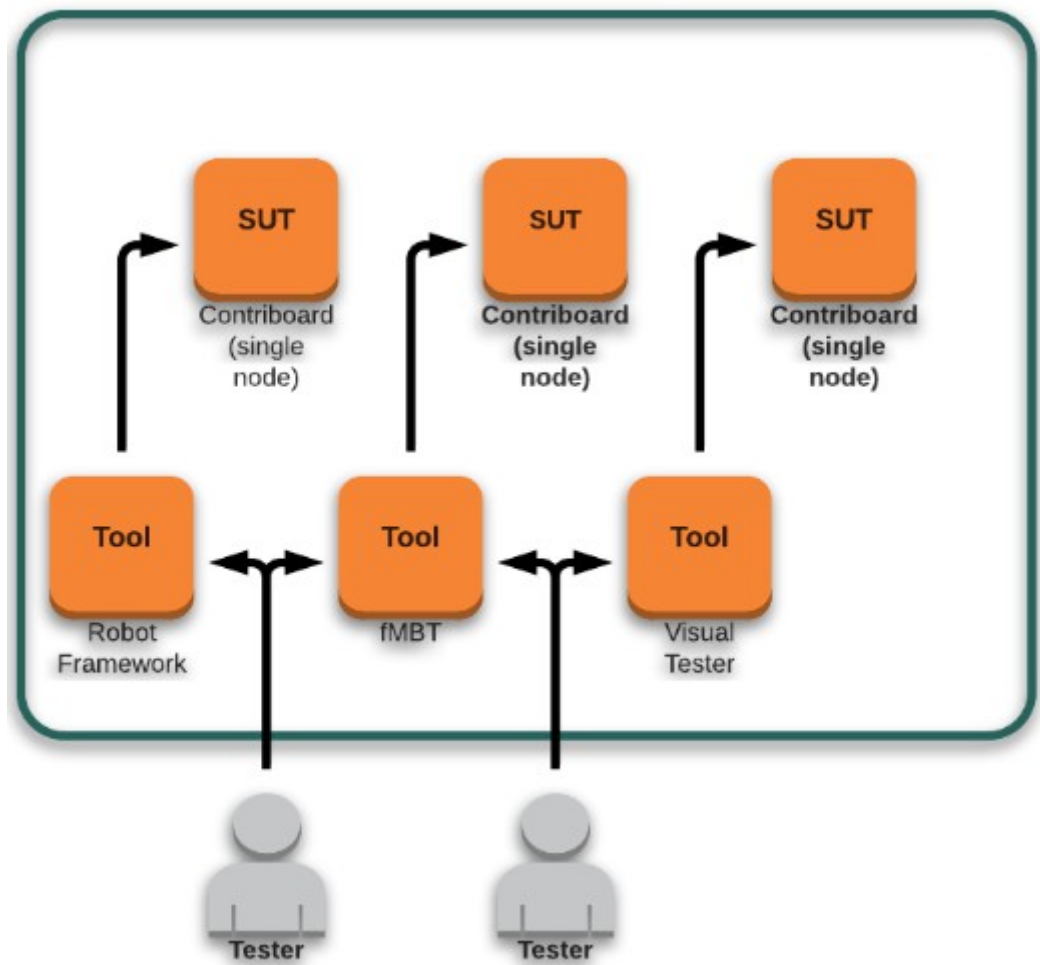 SUT
Contriboard
(single
node)
SUT
Contriboard
(single
node)
SUT
Contriboard
(single
node)
Tool
Robot
Framework
Tool
fMBT
Tool
Visual
Tester
Tester
Tester